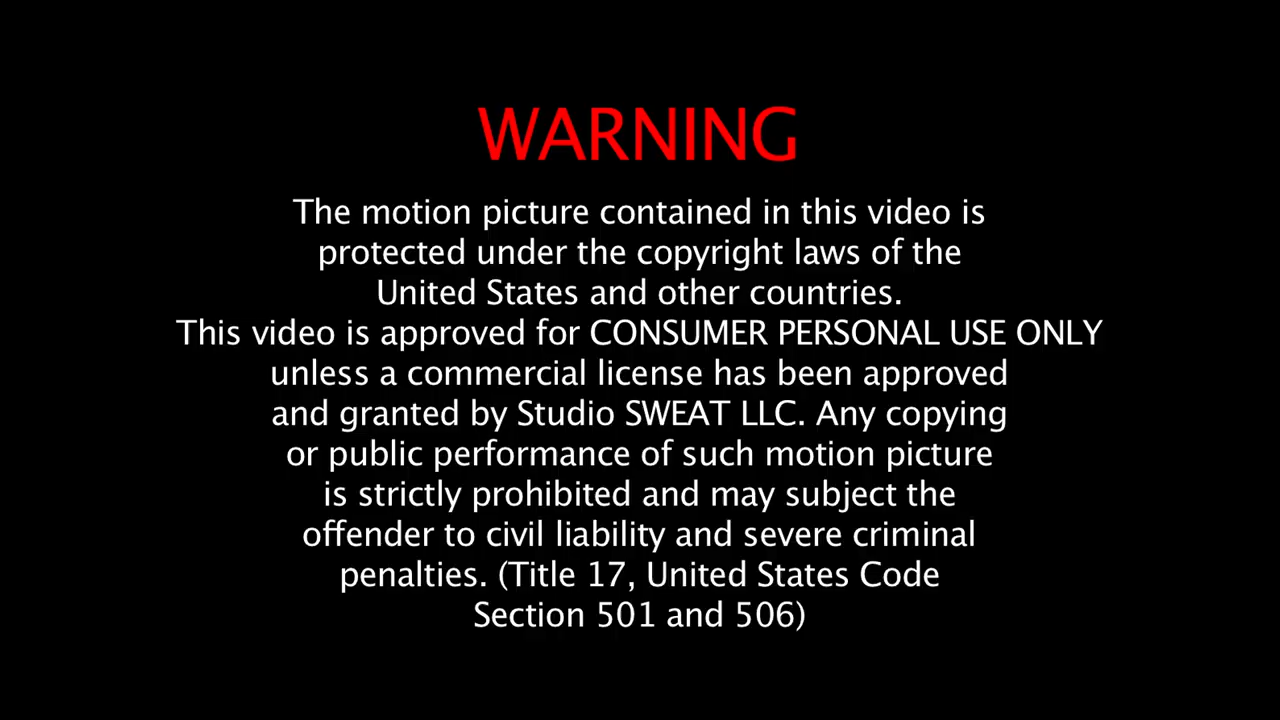 WARNING
The motion picture contained in this video is
protected under the copyright laws of the
United States and other countries.
This video is approved for CONSUMER PERSONAL USE ONLY
unless a commercial license has been approved
and granted by Studio SWEAT LLC. Any copying
or public performance of such motion picture
is strictly prohibited and may subject the
offender to civil liability and severe criminal
penalties. (Title 17, United States Code
Section 501 and 506)